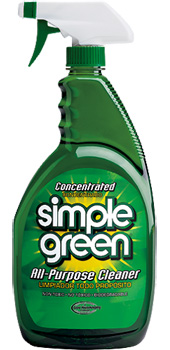 Concentrated
simple
green
All-Purpose Cleaner
LIMPIADOR TODO PROPÓSITO